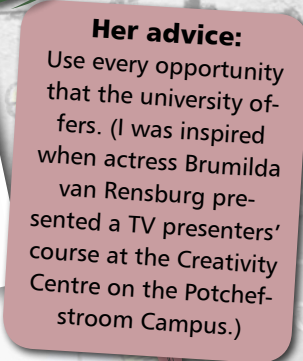 Her advice:
Use every opportunity
that the university of-
fers. (I was inspired
when actress Brumilda
van Rensburg pre-
sented a TV presenters'
course at the Creativity
Centre on the Potchef-
stroom Campus.)